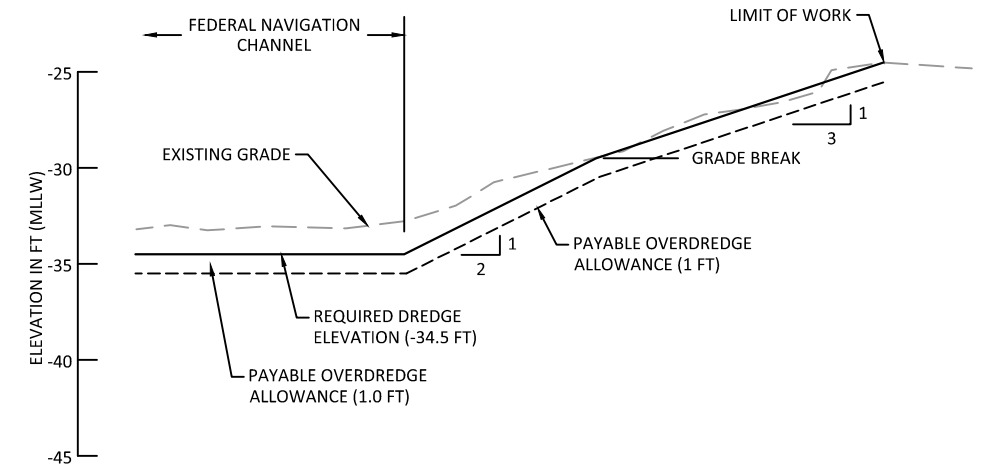 FEDERAL NAVIGATION
CHANNEL
LIMIT OF WORK
-25
1
3
EXISTING GRADE
-30
GRADE BREAK
ELEVATION IN FT (MLLW)
1
2
PAYABLE OVERDREDGE
ALLOWANCE (1 FT)
-35
REQUIRED DREDGE
ELEVATION (-34.5 FT)
-40
PAYABLE OVERDREDGE
ALLOWANCE (1.0 FT)
-45